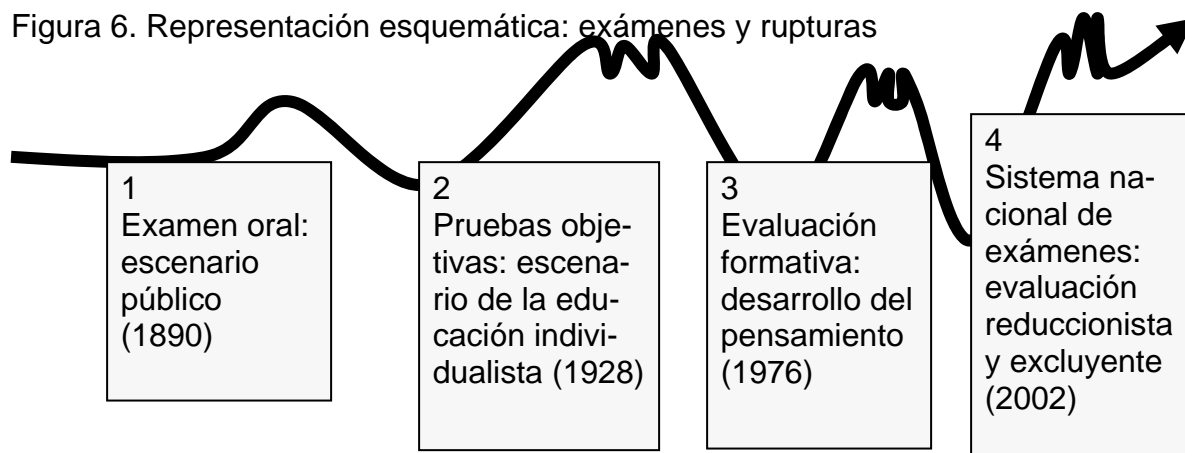 Figura 6. Representación esquemática: exámenes y rupturas
1
Examen oral:
escenario
público
(1890)
2
Pruebas obje-
tivas: escena-
rio de la edu-
cación indivi-
dualista (1928)
3
Evaluación
formativa:
desarrollo del
pensamiento
(1976)
4
Sistema na-
cional de
exámenes:
evaluación
reduccionista
y excluyente
(2002)